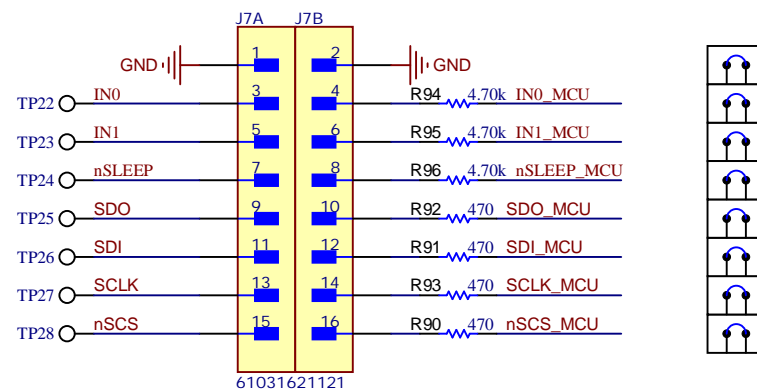 J7A J7B
GND 1 2 GND
TP22 IN0 3 4 R94 4.70k IN0_MCU
TP23 IN1 5 6 R95 4.70k IN1_MCU
TP24 nSLEEP 7 8 R96 4.70k nSLEEP_MCU
TP25 SDO 9 10 R92 470 SDO_MCU
TP26 SDI 11 12 R91 470 SDI_MCU
TP27 SCLK 13 14 R93 470 SCLK_MCU
TP28 nSCS 15 16 R90 470 nSCS_MCU
61031621121